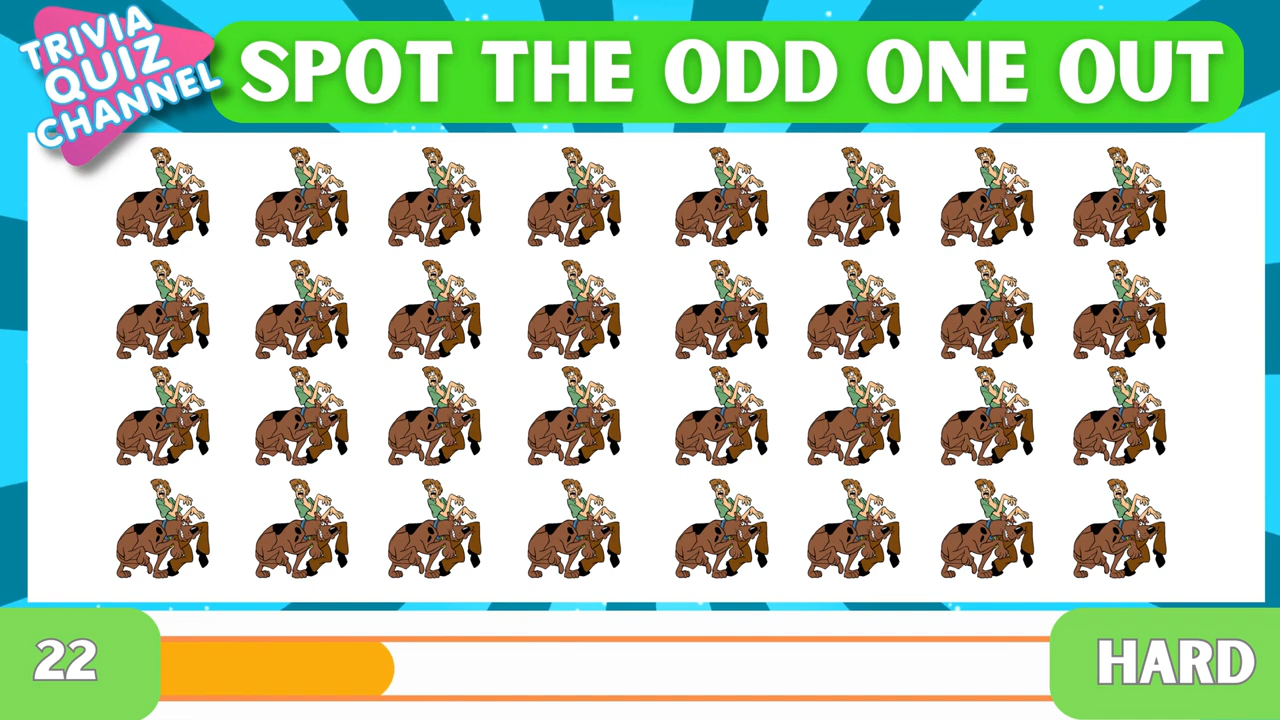 TRIVIA
QUIZ
CHANNEL
SPOT THE ODD ONE OUT
22
HARD